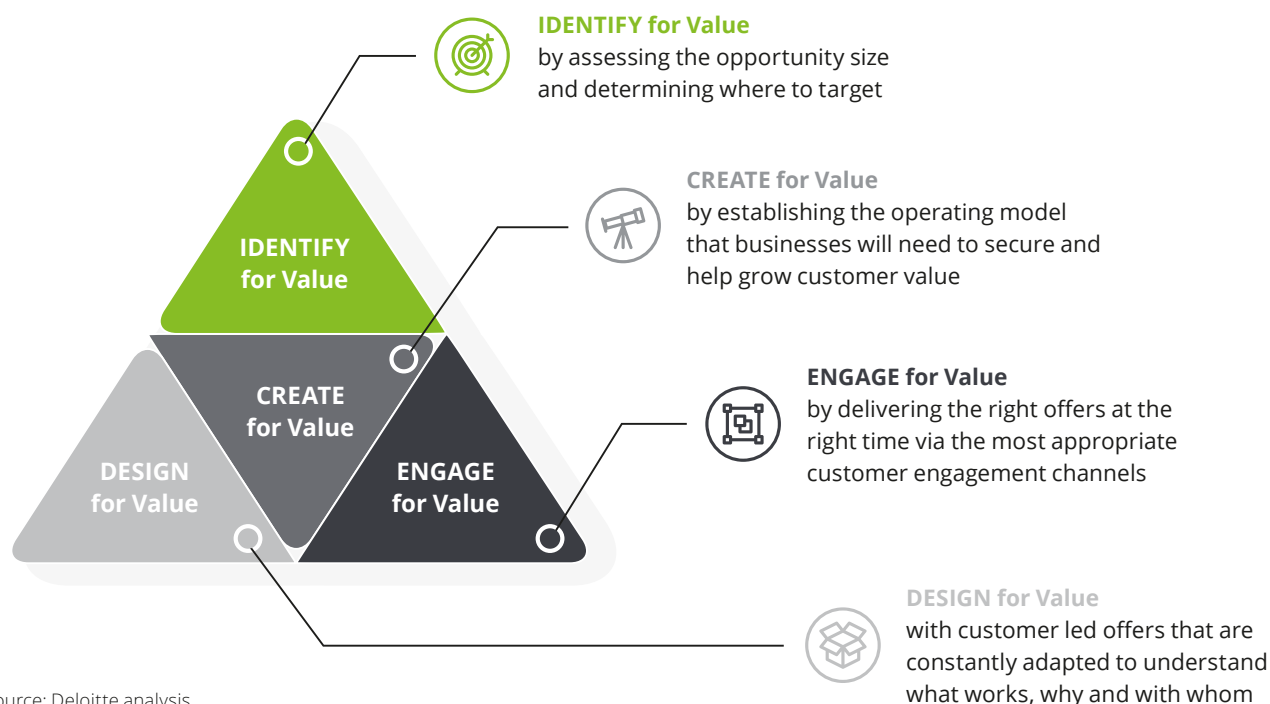 IDENTIFY for Value
by assessing the opportunity size
and determining where to target
CREATE for Value
by establishing the operating model
that businesses will need to secure and
help grow customer value
IDENTIFY
for Value
CREATE
for Value
DESIGN
for Value
ENGAGE
for Value
ENGAGE for Value
by delivering the right offers at the
right time via the most appropriate
customer engagement channels
DESIGN for Value
with customer led offers that are
constantly adapted to understand
what works, why and with whom
ource: Deloitte analysis